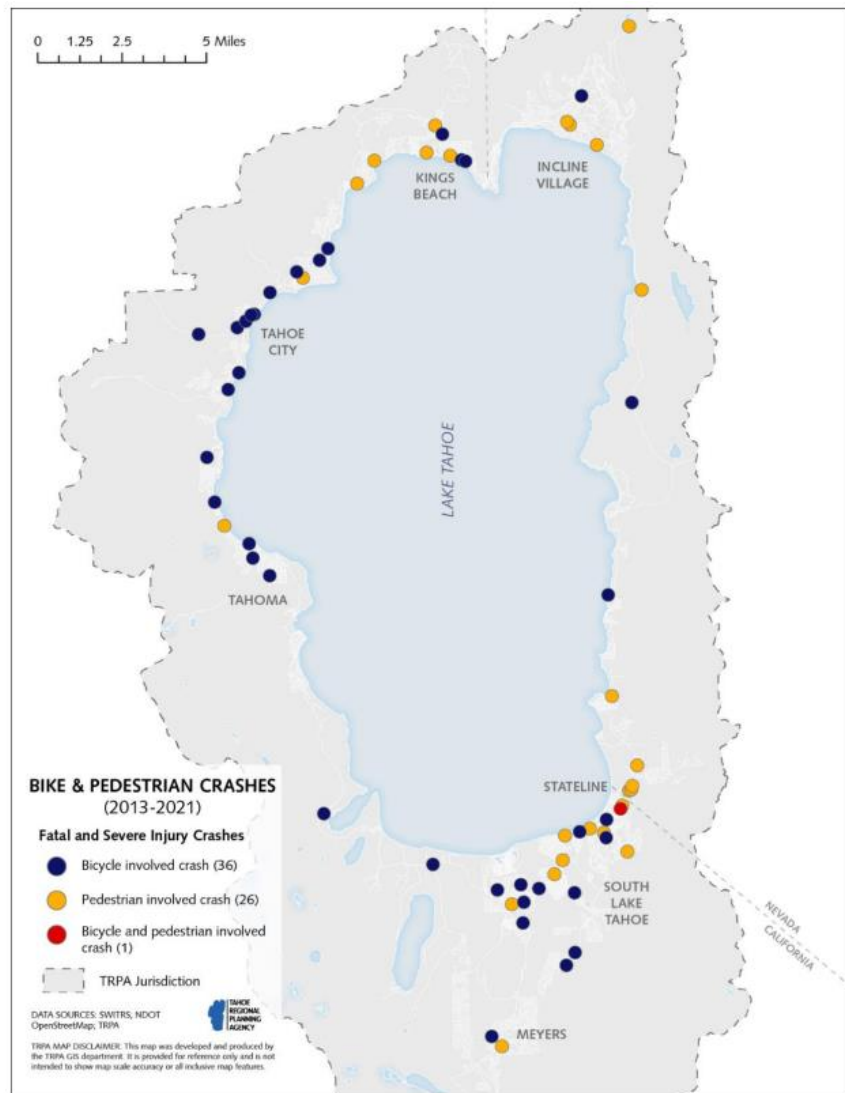 0 1.25 2.5 5 Miles
KINGS
BEACH
INCLINE
VILLAGE
TAHOE
CITY
LAKE TAHOE
TAHOMA
STATELINE
SOUTH
LAKE
TAHOE
NEVADA
CALIFORNIA
MEYERS
BIKE & PEDESTRIAN CRASHES
(2013-2021)
Fatal and Severe Injury Crashes
Bicycle involved crash (36)
Pedestrian involved crash (26)
Bicycle and pedestrian involved
crash (1)
TRPA Jurisdiction
DATA SOURCES: SWITRS, NDOT
OpenStreetMap; TRPA
TAHOE
REGIONAL
PLANNING
AGENCY
TRPA MAP DISCLAIMER: This map was developed and produced by
the TRPA GIS department. It is provided for reference only and is not
intended to show map scale accuracy or all inclusive map features.